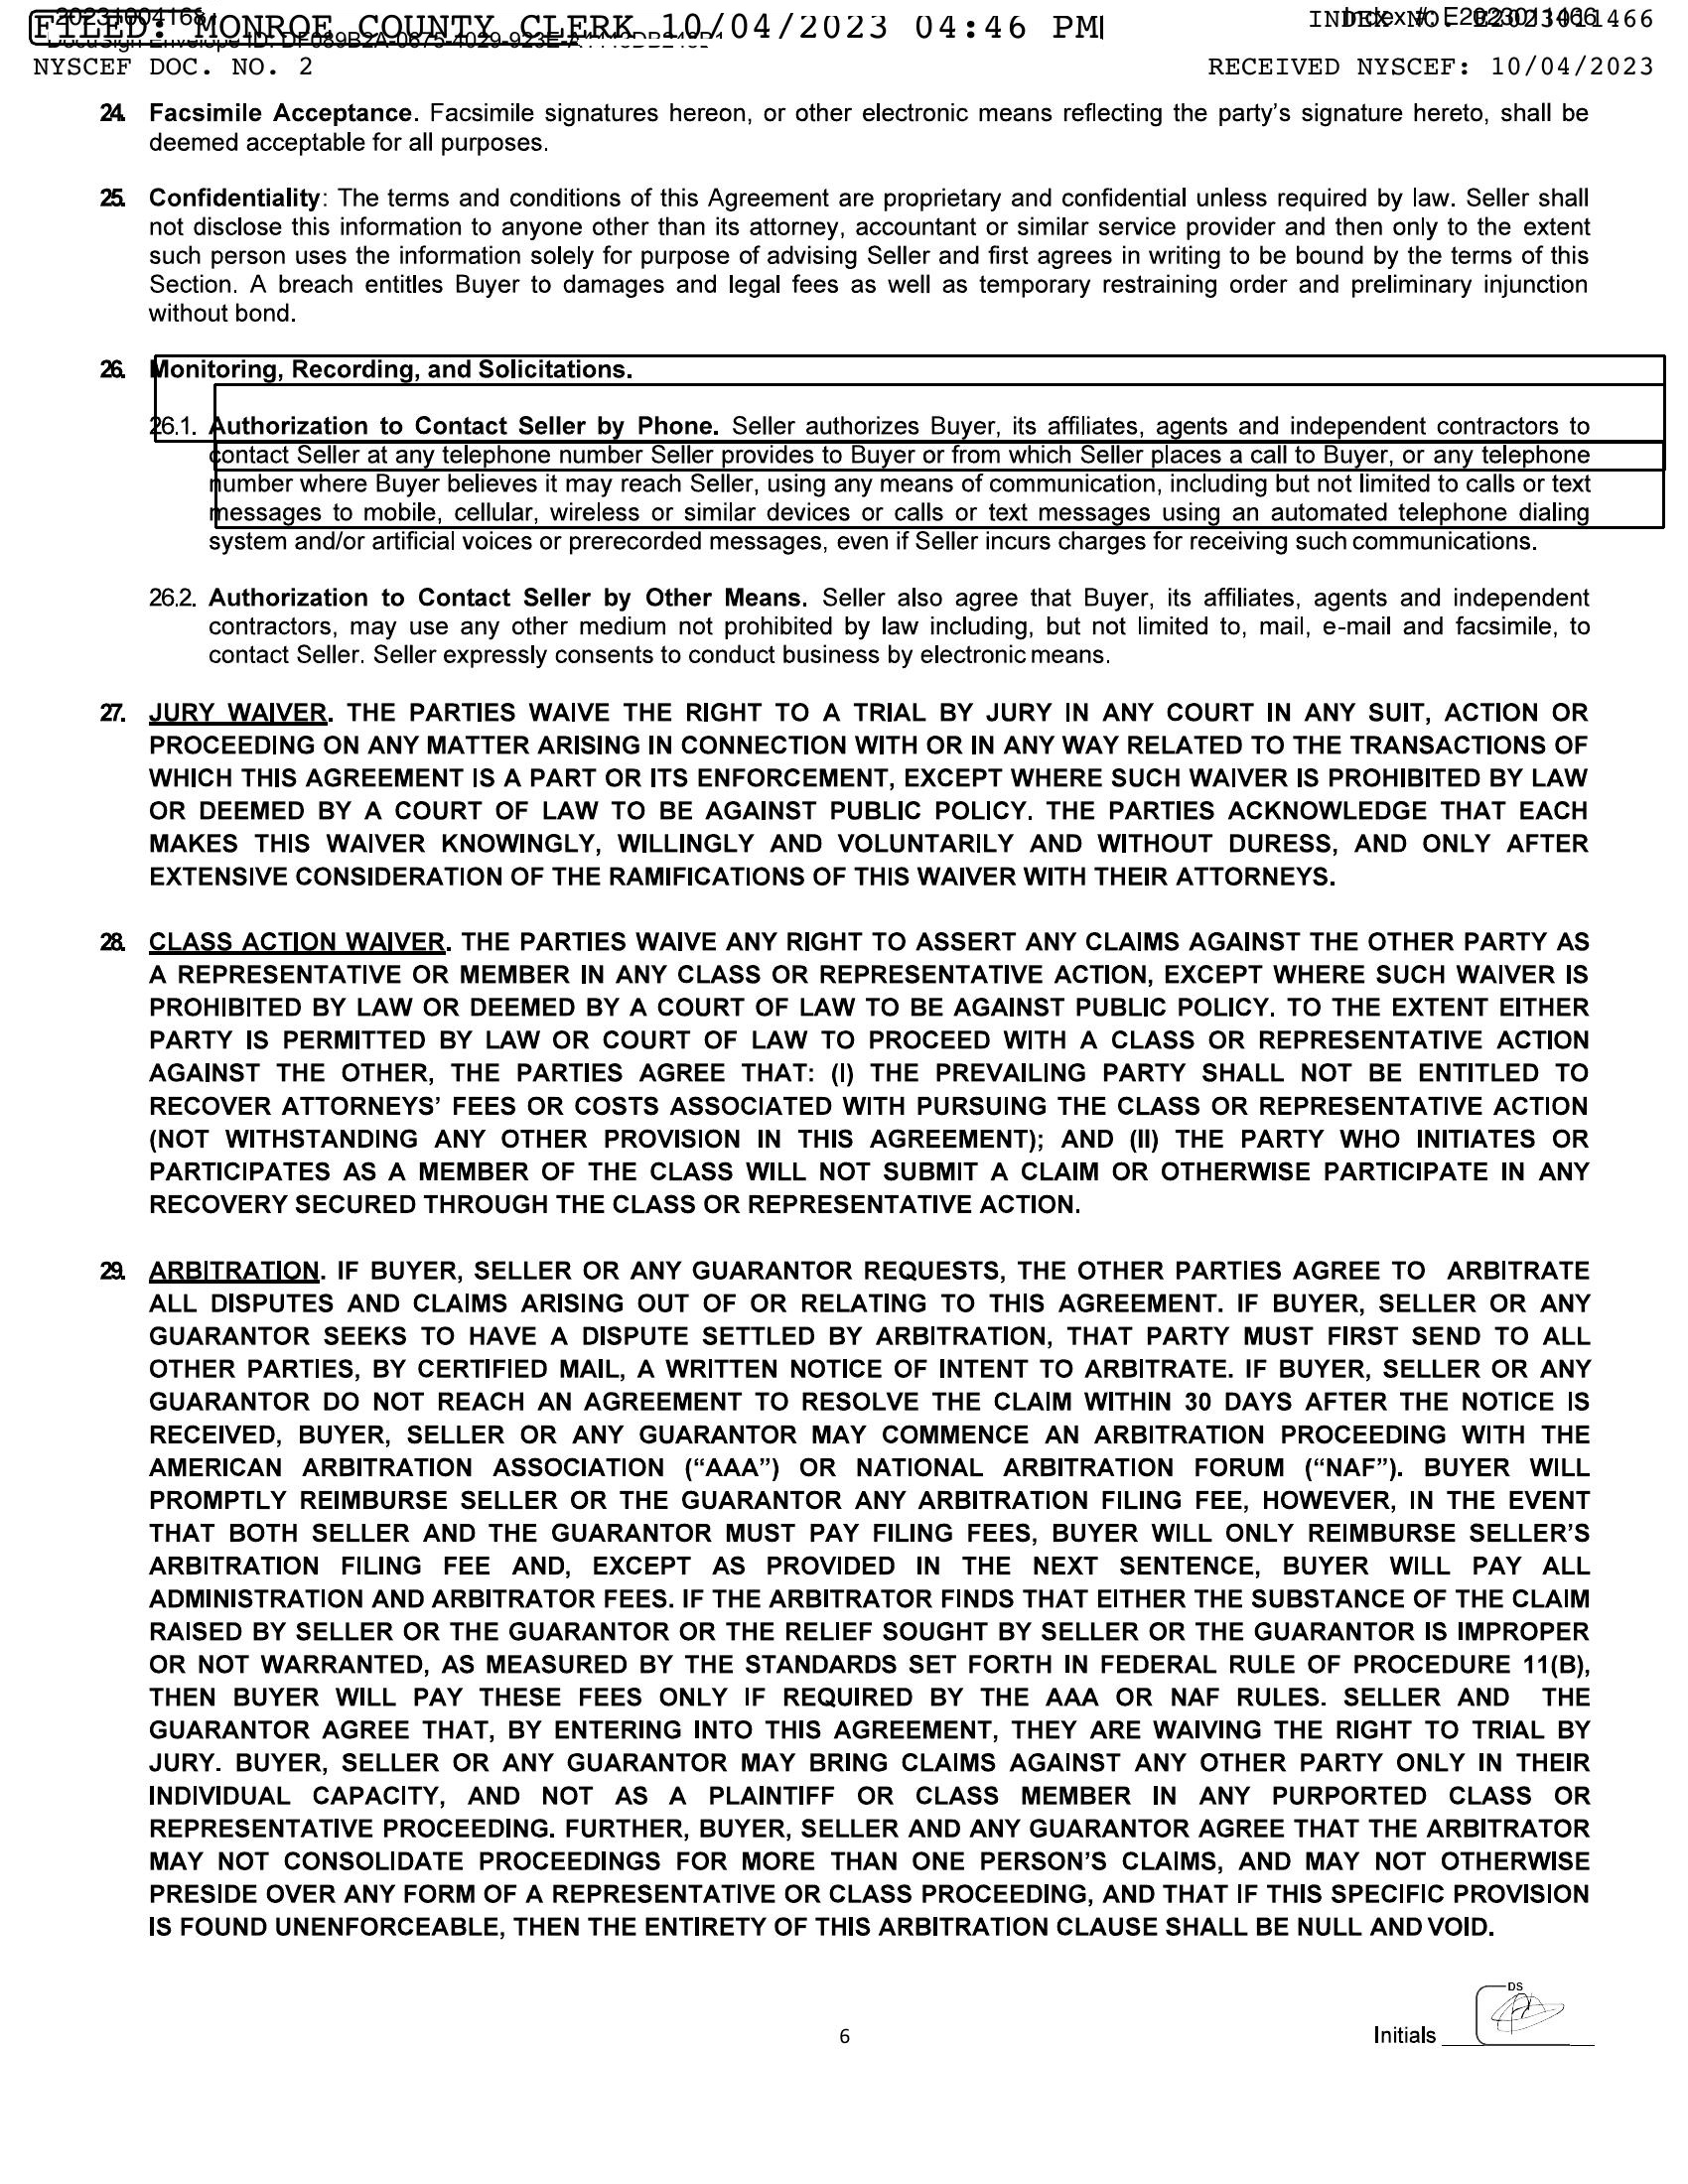 202310041684
Index #: E2023011466
FILED: MONROE COUNTY CLERK 10/04/2023 04:46 PM
INDEX NO. E2023011466
DocuSign Envelope ID:
NYSCEF DOC. NO. 2
RECEIVED NYSCEF: 10/04/2023
24. Facsimile Acceptance. Facsimile signatures hereon, or other electronic means reflecting the party's signature hereto, shall be
deemed acceptable for all purposes.
25. Confidentiality: The terms and conditions of this Agreement are proprietary and confidential unless required by law. Seller shall
not disclose this information to anyone other than its attorney, accountant or similar service provider and then only to the extent
such person uses the information solely for purpose of advising Seller and first agrees in writing to be bound by the terms of this
Section. A breach entitles Buyer to damages and legal fees as well as temporary restraining order and preliminary injunction
without bond.
26. Monitoring, Recording, and Solicitations.
26.1. Authorization to Contact Seller by Phone. Seller authorizes Buyer, its affiliates, agents and independent contractors to
contact Seller at any telephone number Seller provides to Buyer or from which Seller places a call to Buyer, or any telephone
number where Buyer believes it may reach Seller, using any means of communication, including but not limited to calls or text
messages to mobile, cellular, wireless or similar devices or calls or text messages using an automated telephone dialing
system and/or artificial voices or prerecorded messages, even if Seller incurs charges for receiving such communications.
26.2. Authorization to Contact Seller by Other Means. Seller also agree that Buyer, its affiliates, agents and independent
contractors, may use any other medium not prohibited by law including, but not limited to, mail, e-mail and facsimile, to
contact Seller. Seller expressly consents to conduct business by electronic means.
27. JURY WAIVER. THE PARTIES WAIVE THE RIGHT TO A TRIAL BY JURY IN ANY COURT IN ANY SUIT, ACTION OR
PROCEEDING ON ANY MATTER ARISING IN CONNECTION WITH OR IN ANY WAY RELATED TO THE TRANSACTIONS OF
WHICH THIS AGREEMENT IS A PART OR ITS ENFORCEMENT, EXCEPT WHERE SUCH WAIVER IS PROHIBITED BY LAW
OR DEEMED BY A COURT OF LAW TO BE AGAINST PUBLIC POLICY. THE PARTIES ACKNOWLEDGE THAT EACH
MAKES THIS WAIVER KNOWINGLY, WILLINGLY AND VOLUNTARILY AND WITHOUT DURESS, AND ONLY AFTER
EXTENSIVE CONSIDERATION OF THE RAMIFICATIONS OF THIS WAIVER WITH THEIR ATTORNEYS.
28. CLASS ACTION WAIVER. THE PARTIES WAIVE ANY RIGHT TO ASSERT ANY CLAIMS AGAINST THE OTHER PARTY AS
A REPRESENTATIVE OR MEMBER IN ANY CLASS OR REPRESENTATIVE ACTION, EXCEPT WHERE SUCH WAIVER IS
PROHIBITED BY LAW OR DEEMED BY A COURT OF LAW TO BE AGAINST PUBLIC POLICY. TO THE EXTENT EITHER
PARTY IS PERMITTED BY LAW OR COURT OF LAW TO PROCEED WITH A CLASS OR REPRESENTATIVE ACTION
AGAINST THE OTHER, THE PARTIES AGREE THAT: (I) THE PREVAILING PARTY SHALL NOT BE ENTITLED TO
RECOVER ATTORNEYS' FEES OR COSTS ASSOCIATED WITH PURSUING THE CLASS OR REPRESENTATIVE ACTION
(NOT WITHSTANDING ANY OTHER PROVISION IN THIS AGREEMENT); AND (II) THE PARTY WHO INITIATES OR
PARTICIPATES AS A MEMBER OF THE CLASS WILL NOT SUBMIT A CLAIM OR OTHERWISE PARTICIPATE IN ANY
RECOVERY SECURED THROUGH THE CLASS OR REPRESENTATIVE ACTION.
29. ARBITRATION. IF BUYER, SELLER OR ANY GUARANTOR REQUESTS, THE OTHER PARTIES AGREE TO ARBITRATE
ALL DISPUTES AND CLAIMS ARISING OUT OF OR RELATING TO THIS AGREEMENT. IF BUYER, SELLER OR ANY
GUARANTOR SEEKS TO HAVE A DISPUTE SETTLED BY ARBITRATION, THAT PARTY MUST FIRST SEND TO ALL
OTHER PARTIES, BY CERTIFIED MAIL, A WRITTEN NOTICE OF INTENT TO ARBITRATE. IF BUYER, SELLER OR ANY
GUARANTOR DO NOT REACH AN AGREEMENT TO RESOLVE THE CLAIM WITHIN 30 DAYS AFTER THE NOTICE IS
RECEIVED, BUYER, SELLER OR ANY GUARANTOR MAY COMMENCE AN ARBITRATION PROCEEDING WITH THE
AMERICAN ARBITRATION ASSOCIATION (“AAA”) OR NATIONAL ARBITRATION FORUM (“NAF”). BUYER WILL
PROMPTLY REIMBURSE SELLER OR THE GUARANTOR ANY ARBITRATION FILING FEE, HOWEVER, IN THE EVENT
THAT BOTH SELLER AND THE GUARANTOR MUST PAY FILING FEES, BUYER WILL ONLY REIMBURSE SELLER'S
ARBITRATION FILING FEE AND, EXCEPT AS PROVIDED IN THE NEXT SENTENCE, BUYER WILL PAY ALL
ADMINISTRATION AND ARBITRATOR FEES. IF THE ARBITRATOR FINDS THAT EITHER THE SUBSTANCE OF THE CLAIM
RAISED BY SELLER OR THE GUARANTOR OR THE RELIEF SOUGHT BY SELLER OR THE GUARANTOR IS IMPROPER
OR NOT WARRANTED, AS MEASURED BY THE STANDARDS SET FORTH IN FEDERAL RULE OF PROCEDURE 11(B),
THEN BUYER WILL PAY THESE FEES ONLY IF REQUIRED BY THE AAA OR NAF RULES. SELLER AND THE
GUARANTOR AGREE THAT, BY ENTERING INTO THIS AGREEMENT, THEY ARE WAIVING THE RIGHT TO TRIAL BY
JURY. BUYER, SELLER OR ANY GUARANTOR MAY BRING CLAIMS AGAINST ANY OTHER PARTY ONLY IN THEIR
INDIVIDUAL CAPACITY, AND NOT AS A PLAINTIFF OR CLASS MEMBER IN ANY PURPORTED CLASS OR
REPRESENTATIVE PROCEEDING. FURTHER, BUYER, SELLER AND ANY GUARANTOR AGREE THAT THE ARBITRATOR
MAY NOT CONSOLIDATE PROCEEDINGS FOR MORE THAN ONE PERSON'S CLAIMS, AND MAY NOT OTHERWISE
PRESIDE OVER ANY FORM OF A REPRESENTATIVE OR CLASS PROCEEDING, AND THAT IF THIS SPECIFIC PROVISION
IS FOUND UNENFORCEABLE, THEN THE ENTIRETY OF THIS ARBITRATION CLAUSE SHALL BE NULL AND VOID.
DS
6
Initials